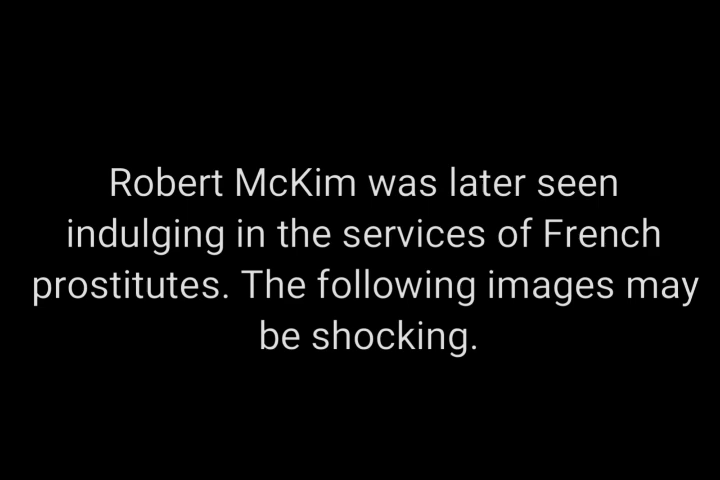 Robert McKim was later seen
indulging in the services of French
prostitutes. The following images may
be shocking.